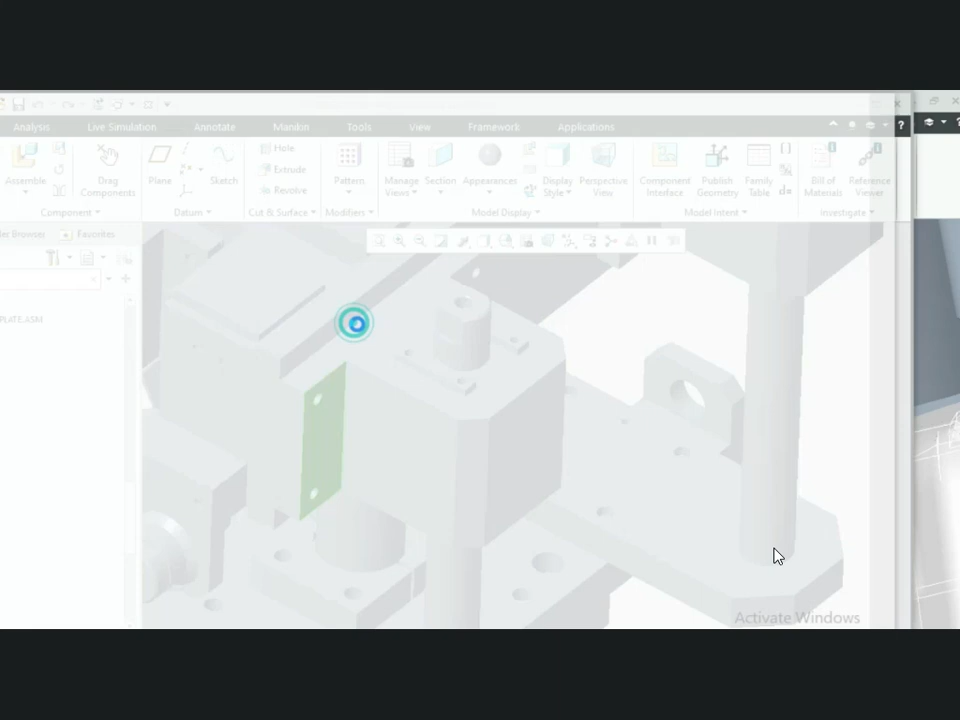 Analysis Live Simulation Annotate Manikin Tools View Framework Applications
Assemble Drag Components Plane Sketch Hole Extrude Revolve Pattern Manage Views Section Appearances Display Style Perspective View Component Interface Publish Geometry Family Table Bill of Materials Reference Viewer
Component Datum Cut & Surface Modifiers Model Display Model Intent Investigate
Browser Favorites
PLATE.ASM
Activate Windows